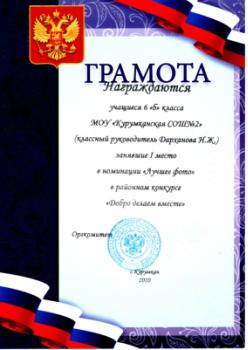 ГРАМОТА
Награждаются
учащиеся 6 «Б» класса
МОУ «Курумканская СОШ№2»
(классный руководитель Дарханова Н.Ж.,)
занявшие I место
в номинации «Лучшее фото»
в районном конкурсе
«Добро делаем вместе»
Оргкомитет
с.Курумкан
2010